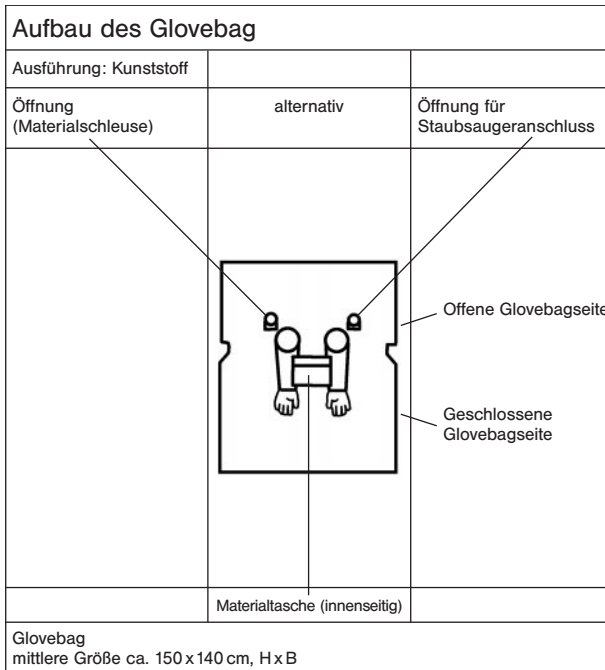 Aufbau des Glovebag
Ausführung: Kunststoff
Öffnung
(Materialschleuse)
alternativ
Öffnung für
Staubsaugeranschluss
Offene Glovebagseite
Geschlossene
Glovebagseite
Materialtasche (innenseitig)
Glovebag
mittlere Größe ca. 150 x 140 cm, H x B